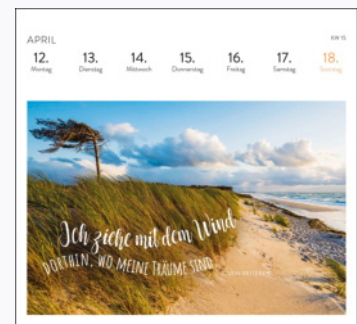 APRIL
KW 15
12. 13. 14. 15. 16. 17. 18.
Montag Dienstag Mittwoch Donnerstag Freitag Samstag Sonntag
Ich ziehe mit dem Wind
DORTHIN, WO MEINE TRÄUME SIND.